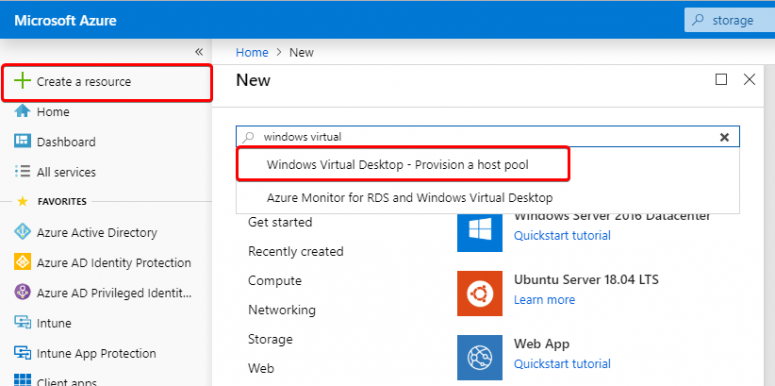 Microsoft Azure
storage
«
Create a resource
Home
Dashboard
All services
FAVORITES
Azure Active Directory
Azure AD Identity Protection
Azure AD Privileged Identit...
Intune
Intune App Protection
Client apps
Home > New
New
windows virtual
Windows Virtual Desktop - Provision a host pool
Azure Monitor for RDS and Windows Virtual Desktop
Get started
Recently created
Compute
Networking
Storage
Web
Windows Server 2016 Datacenter
Quickstart tutorial
Ubuntu Server 18.04 LTS
Learn more
Web App
Quickstart tutorial